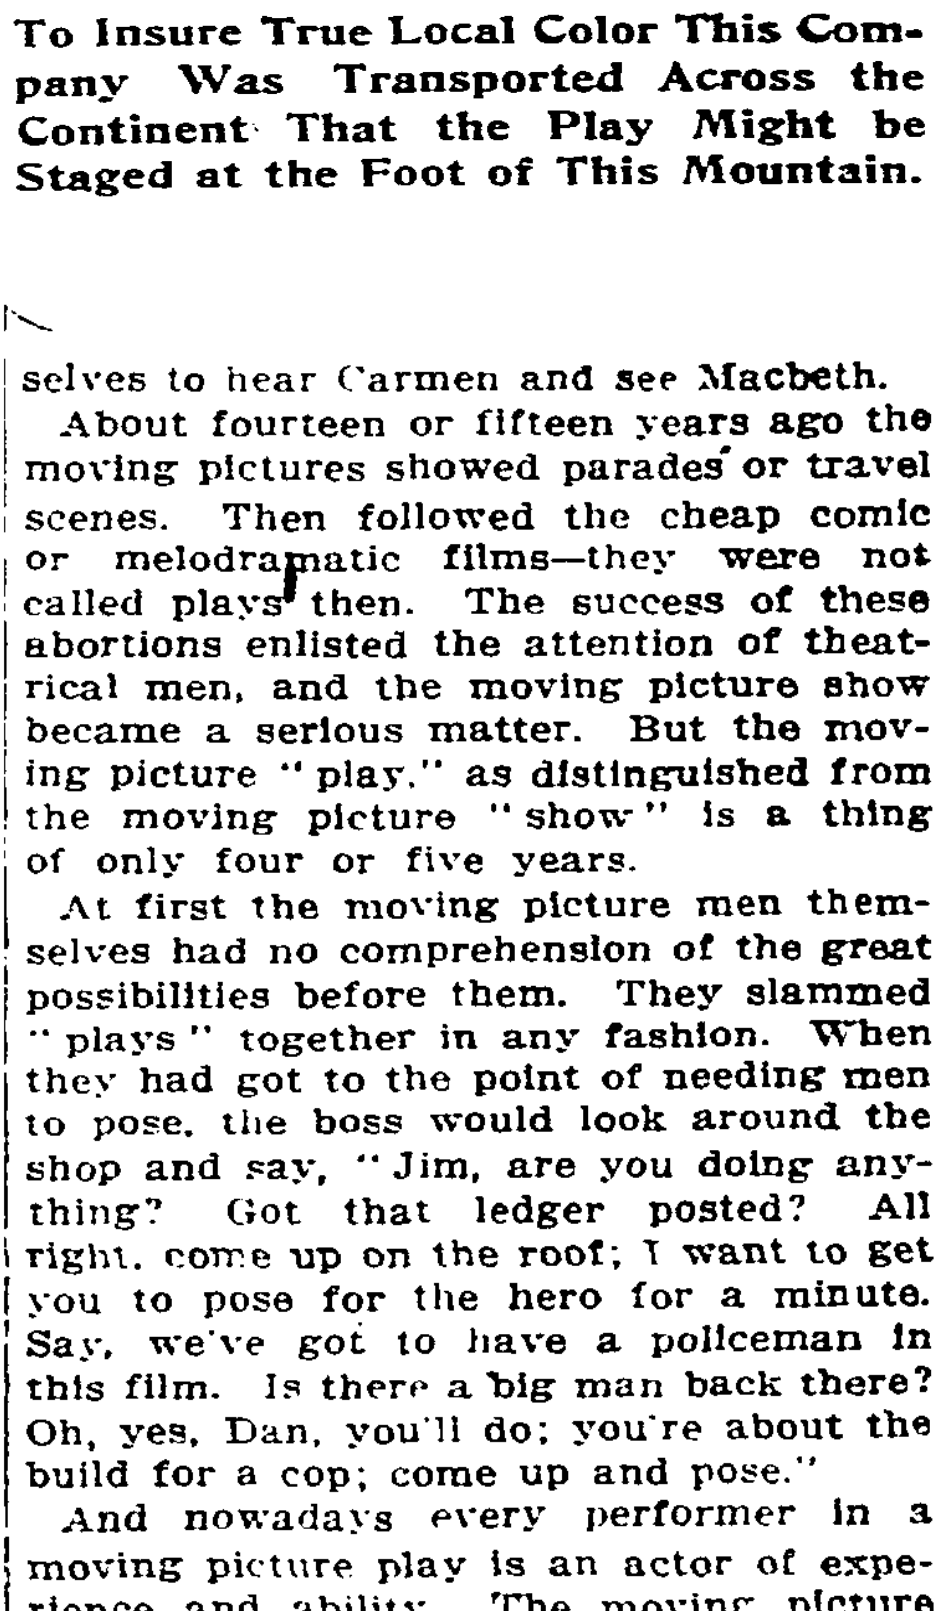 To Insure True Local Color This Com-
pany Was Transported Across the
Continent That the Play Might be
Staged at the Foot of This Mountain.
selves to hear Carmen and see Macbeth.
About fourteen or fifteen years ago the
moving pictures showed parades or travel
scenes. Then followed the cheap comic
or melodramatic films—they were not
called plays then. The success of these
abortions enlisted the attention of theat-
rical men, and the moving picture show
became a serious matter. But the mov-
ing picture "play," as distinguished from
the moving picture "show" is a thing
of only four or five years.
At first the moving picture men them-
selves had no comprehension of the great
possibilities before them. They slammed
"plays" together in any fashion. When
they had got to the point of needing men
to pose, the boss would look around the
shop and say, "Jim, are you doing any-
thing? Got that ledger posted? All
right, come up on the roof; I want to get
you to pose for the hero for a minute.
Say, we've got to have a policeman in
this film. Is there a big man back there?
Oh, yes, Dan, you'll do; you're about the
build for a cop; come up and pose."
And nowadays every performer in a
moving picture play is an actor of expe-
rience and ability. The moving picture